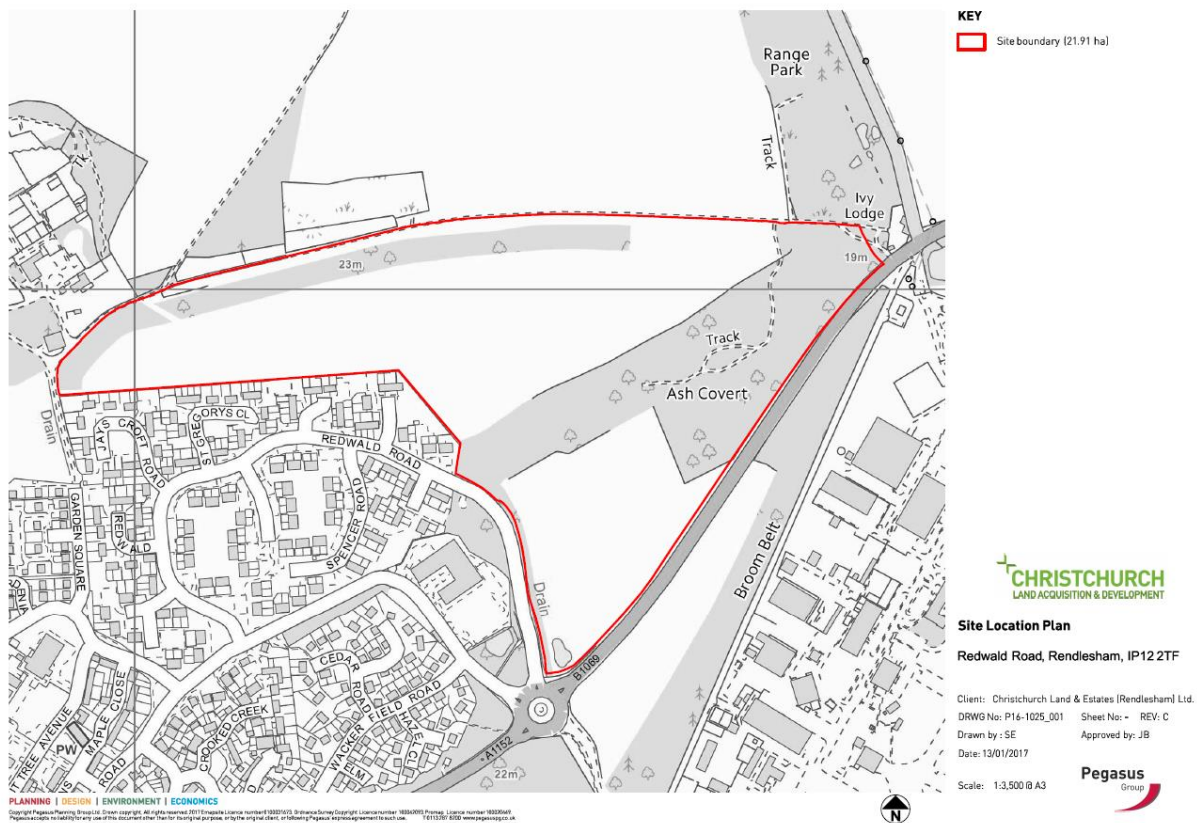 KEY
Site boundary (21.91 ha)
Range
Park
Track
Tk
Ivy
Lodge
23m
19m
Track
Ash Covert
Drain
JAYS CROFT ROAD
ST GREGORYS CL
REDWALD ROAD
SPENCER ROAD
GARDEN SQUARE
REDWALD
Drain
Broom Belt
B1069
CEDAR ROAD
WACKER FIELD ROAD
HAZEL CL
CROOKED CREEK
ELM
MAPLE CLOSE
TREE AVENUE
ROAD
PW
A1152
22m
CHRISTCHURCH
LAND ACQUISITION & DEVELOPMENT
Site Location Plan
Redwald Road, Rendlesham, IP12 2TF
Client: Christchurch Land & Estates (Rendlesham) Ltd.
DRWG No: P16-1025_001 Sheet No: - REV: C
Drawn by : SE Approved by: JB
Date: 13/01/2017
Scale: 1:3,500 @ A3
Pegasus
Group
N
PLANNING | DESIGN | ENVIRONMENT | ECONOMICS